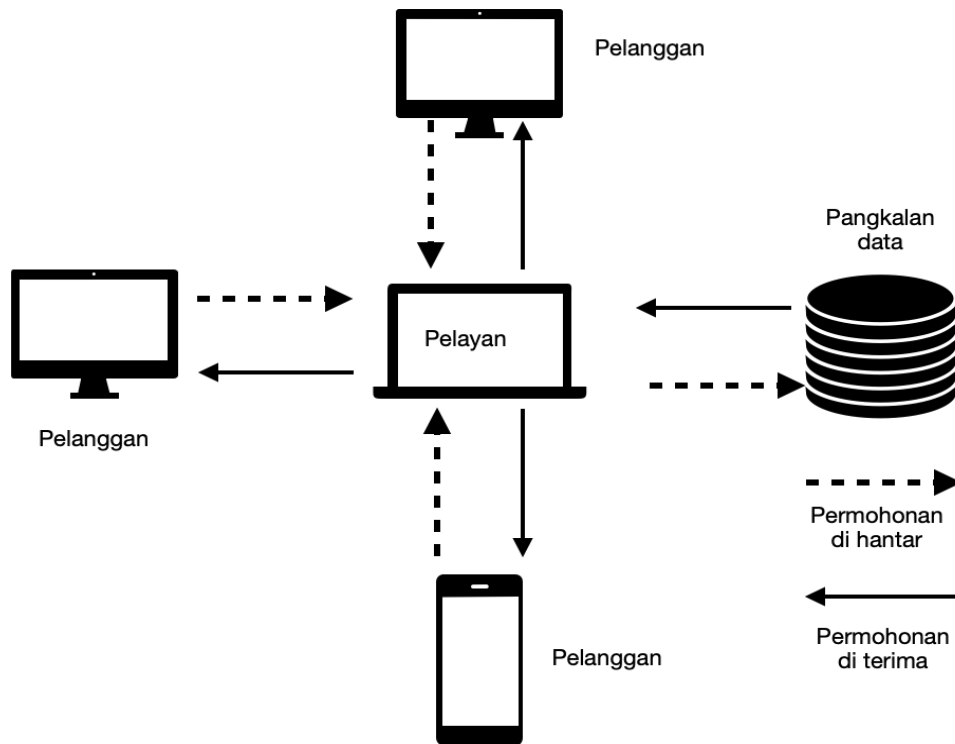 Pelanggan
Pangkalan
data
Pelayan
Pelanggan
Permohonan
di hantar
Pelanggan
Permohonan
di terima